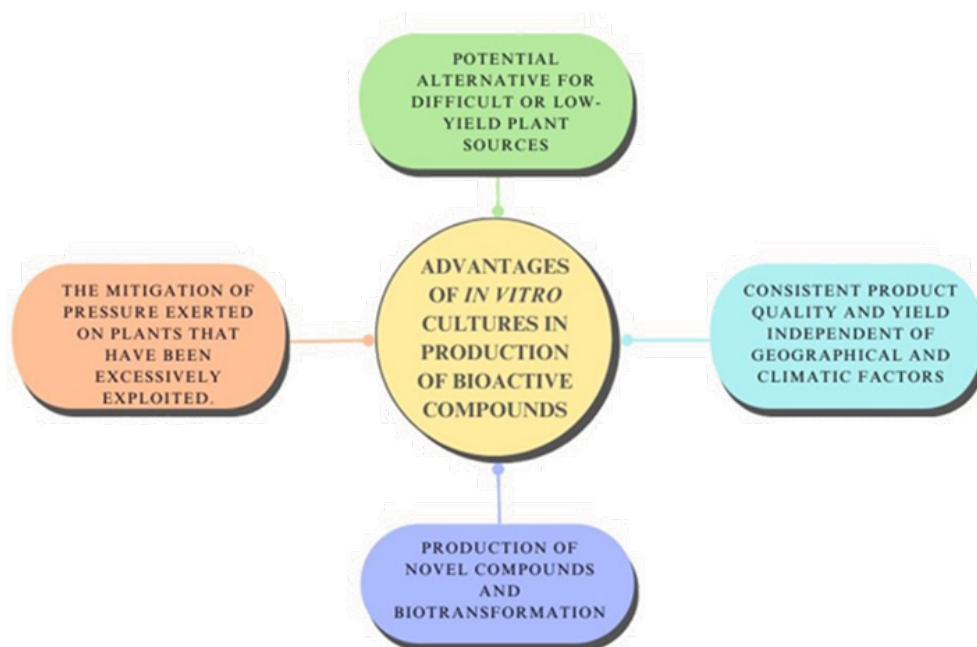 POTENTIAL
ALTERNATIVE FOR
DIFFICULT OR LOW-
YIELD PLANT
SOURCES
THE MITIGATION OF
PRESSURE EXERTED
ON PLANTS THAT
HAVE BEEN
EXCESSIVELY
EXPLOITED.
ADVANTAGES
OF IN VITRO
CULTURES IN
PRODUCTION
OF BIOACTIVE
COMPOUNDS
CONSISTENT PRODUCT
QUALITY AND YIELD
INDEPENDENT OF
GEOGRAPHICAL AND
CLIMATIC FACTORS
PRODUCTION OF
NOVEL COMPOUNDS
AND
BIOTRANSFORMATION